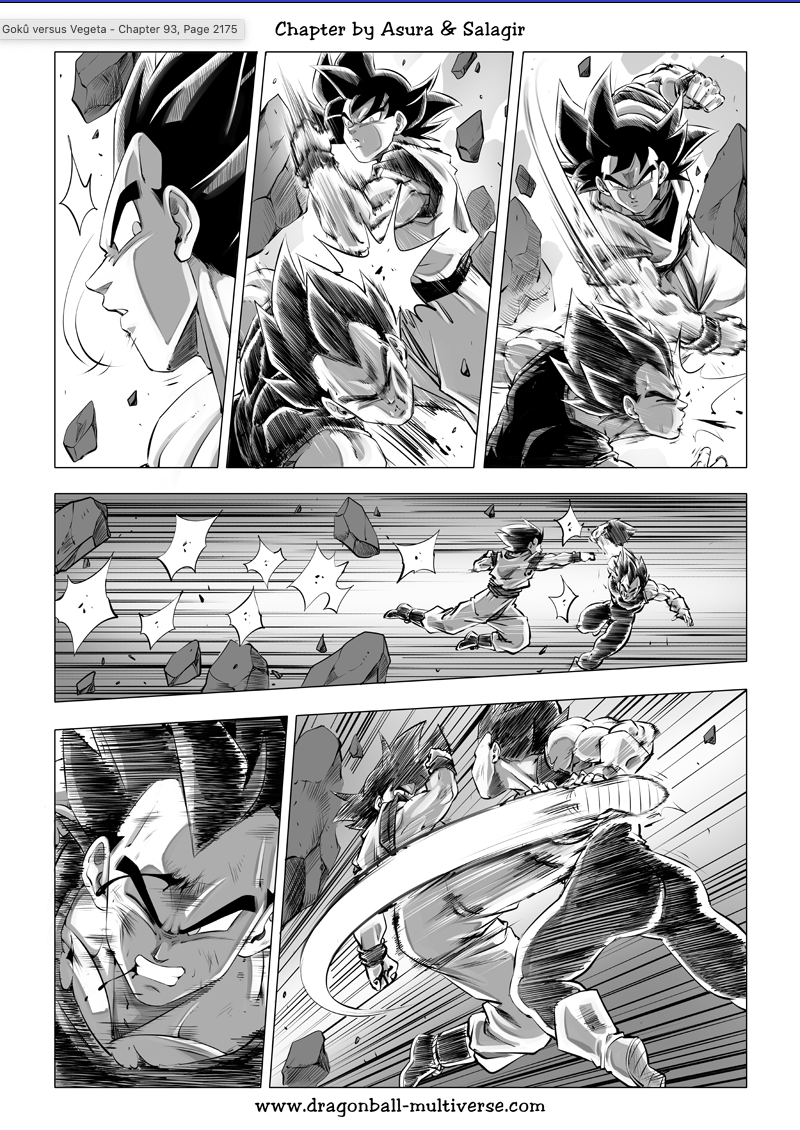 Chapter by Asura & Salagir
Gokû versus Vegeta - Chapter 93, Page 2175
www.dragonball-multiverse.com